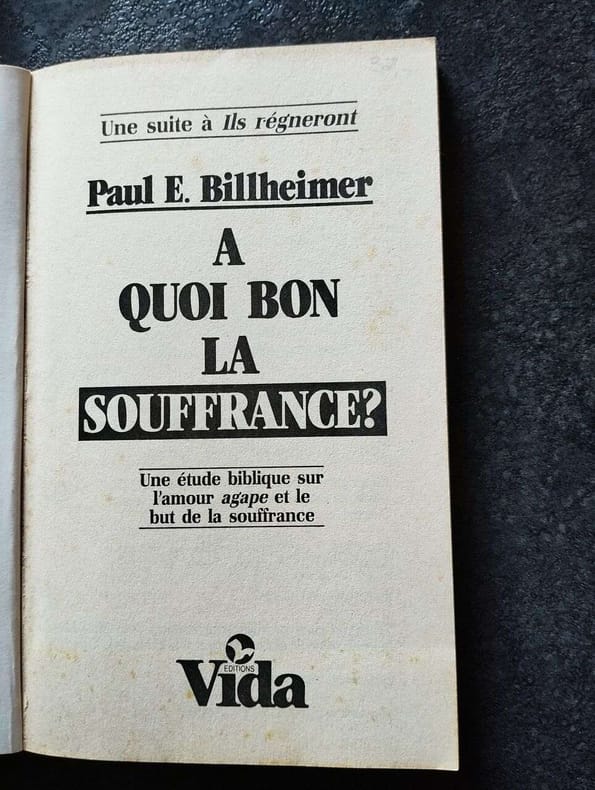 Une suite à Ils régneront
Paul E. Billheimer
A
QUOI BON
LA
SOUFFRANCE?
Une étude biblique sur
l'amour agape et le
but de la souffrance
EDITIONS
Vida